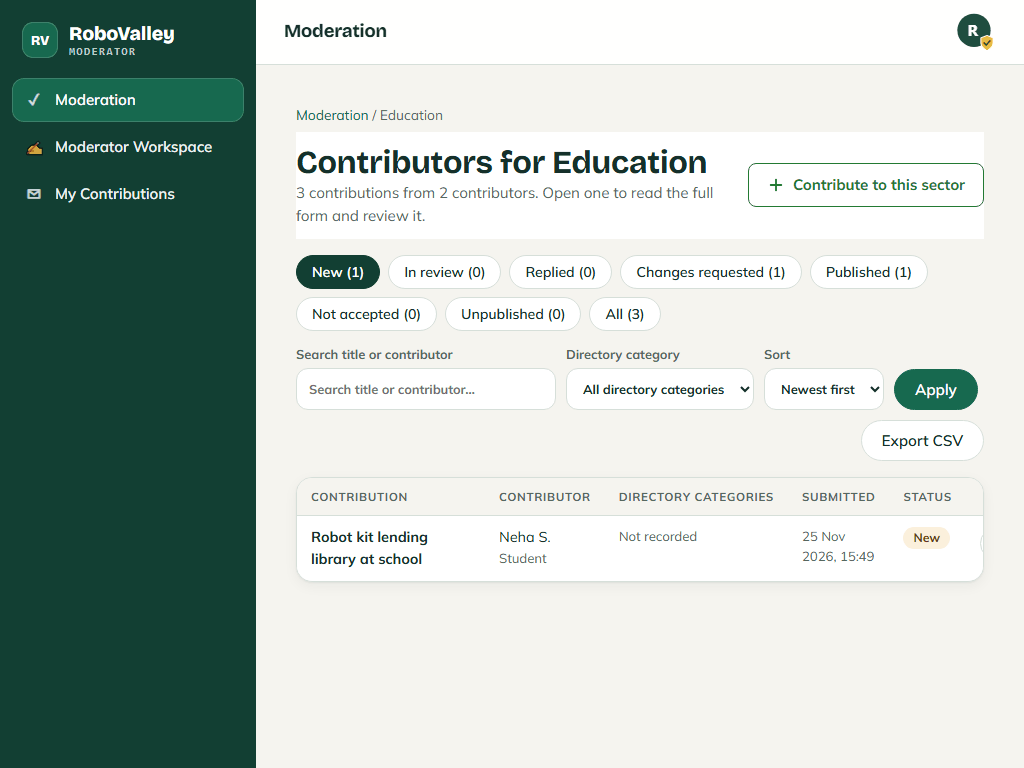 RV
RoboValley
MODERATOR
Moderation
Moderator Workspace
My Contributions
Moderation
R
Moderation / Education
Contributors for Education
3 contributions from 2 contributors. Open one to read the full
form and review it.
+ Contribute to this sector
New (1)
In review (0)
Replied (0)
Changes requested (1)
Published (1)
Not accepted (0)
Unpublished (0)
All (3)
Search title or contributor
Directory category
Sort
Search title or contributor...
All directory categories
Newest first
Apply
Export CSV
CONTRIBUTION CONTRIBUTOR DIRECTORY CATEGORIES SUBMITTED STATUS
Robot kit lending
library at school
Neha S.
Student
Not recorded
25 Nov
2026, 15:49
New